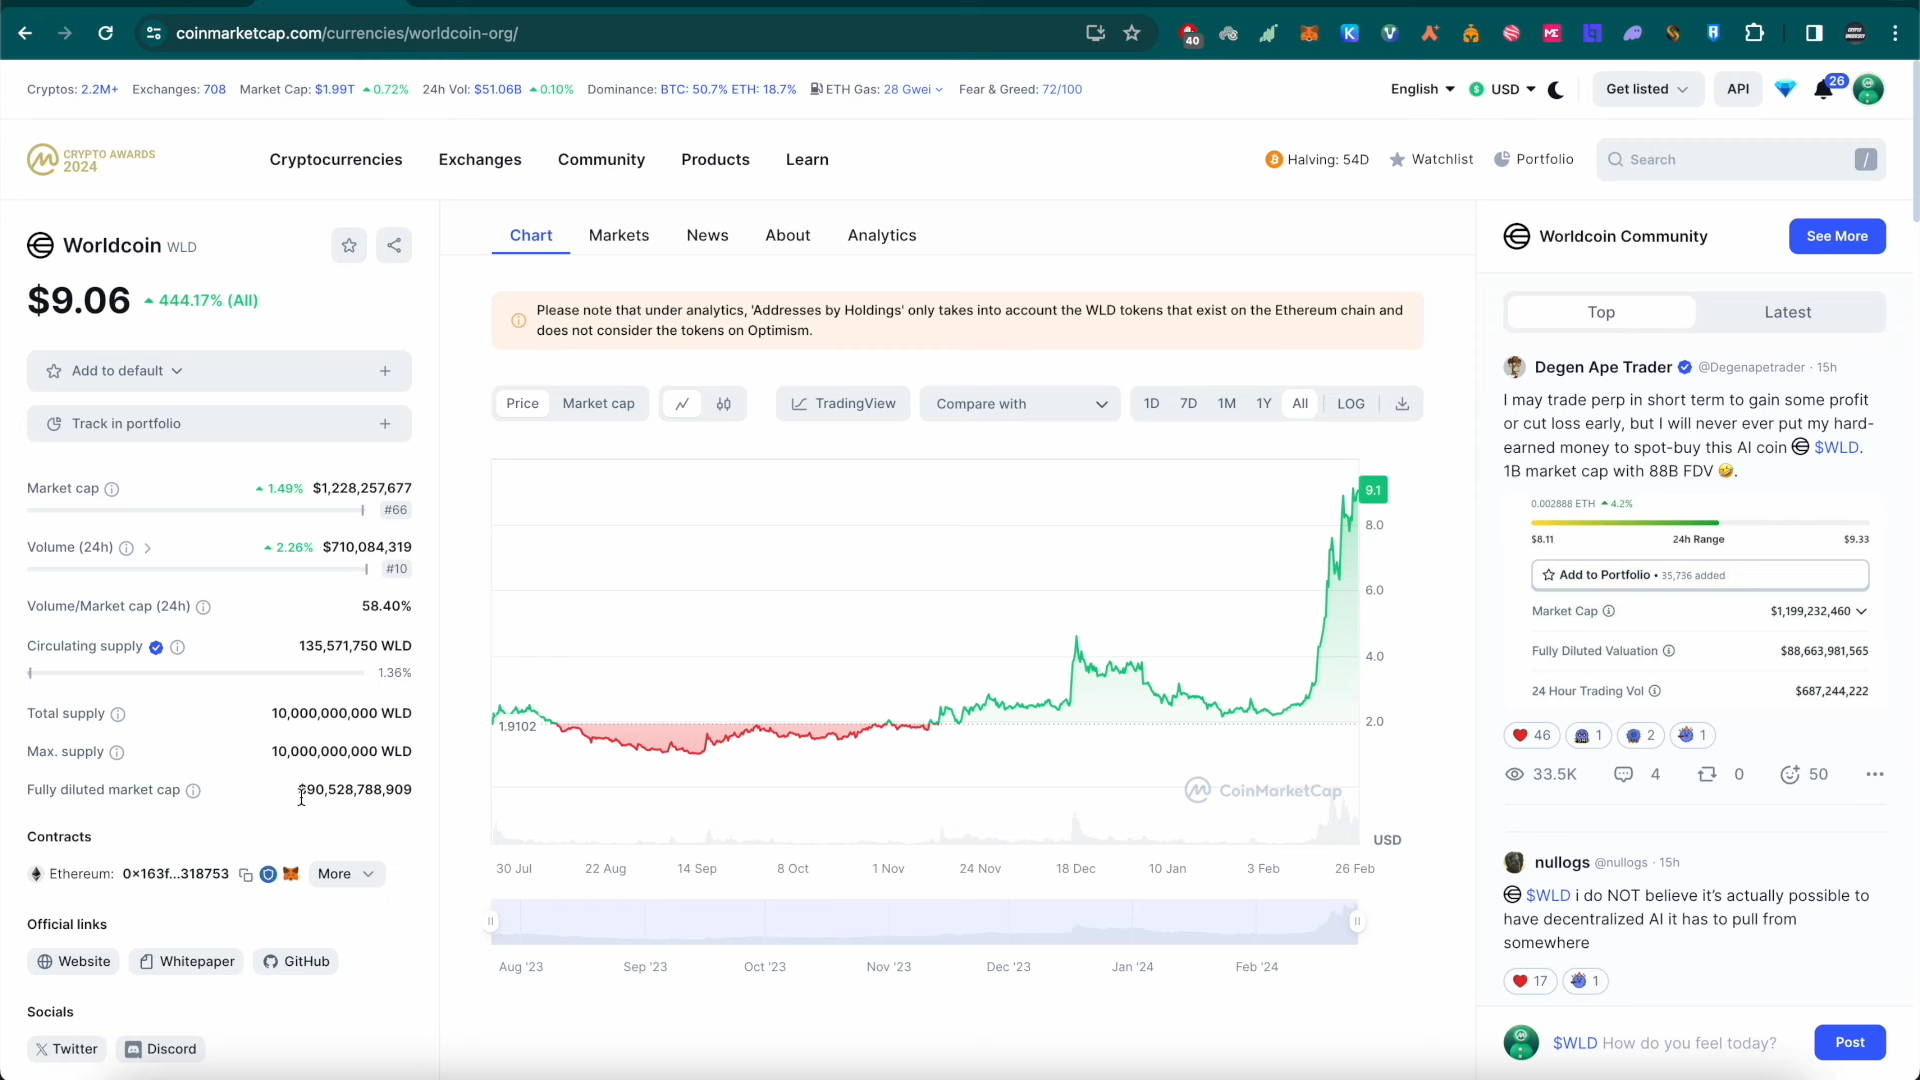 coinmarketcap.com/currencies/worldcoin-org/
40
Cryptos: 2.2M+ Exchanges: 708 Market Cap: $1.99T 0.72% 24h Vol: $51.06B 0.10% Dominance: BTC: 50.7% ETH: 18.7% ETH Gas: 28 Gwei Fear & Greed: 72/100
English USD Get listed API 26
CRYPTO AWARDS
2024
Cryptocurrencies Exchanges Community Products Learn
Halving: 54D Watchlist Portfolio Search /
Worldcoin WLD
$9.06 444.17% (All)
Add to default +
Track in portfolio +
Market cap 1.49% $1,228,257,677
#66
Volume (24h) 2.26% $710,084,319
#10
Volume/Market cap (24h) 58.40%
Circulating supply 135,571,750 WLD
1.36%
Total supply 10,000,000,000 WLD
Max. supply 10,000,000,000 WLD
Fully diluted market cap $90,528,788,909
Contracts
Ethereum: 0x163f...318753 More
Official links
Website Whitepaper GitHub
Socials
Twitter Discord
Chart Markets News About Analytics
Please note that under analytics, 'Addresses by Holdings' only takes into account the WLD tokens that exist on the Ethereum chain and
does not consider the tokens on Optimism.
Price Market cap TradingView Compare with 1D 7D 1M 1Y All LOG
9.1
8.0
6.0
4.0
2.0
1.9102
CoinMarketCap
USD
30 Jul 22 Aug 14 Sep 8 Oct 1 Nov 24 Nov 18 Dec 10 Jan 3 Feb 26 Feb
Aug '23 Sep '23 Oct '23 Nov '23 Dec '23 Jan '24 Feb '24
Worldcoin Community See More
Top Latest
Degen Ape Trader @Degenapetrader · 15h
I may trade perp in short term to gain some profit
or cut loss early, but I will never ever put my hard-
earned money to spot-buy this AI coin $WLD.
1B market cap with 88B FDV 🤣.
0.002888 ETH 4.2%
$8.11 24h Range $9.33
Add to Portfolio • 35,736 added
Market Cap $1,199,232,460
Fully Diluted Valuation $88,663,981,565
24 Hour Trading Vol $687,244,222
46 1 2 1
33.5K 4 0 50
nullogs @nullogs · 15h
$WLD i do NOT believe it's actually possible to
have decentralized AI it has to pull from
somewhere
17 1
$WLD How do you feel today? Post